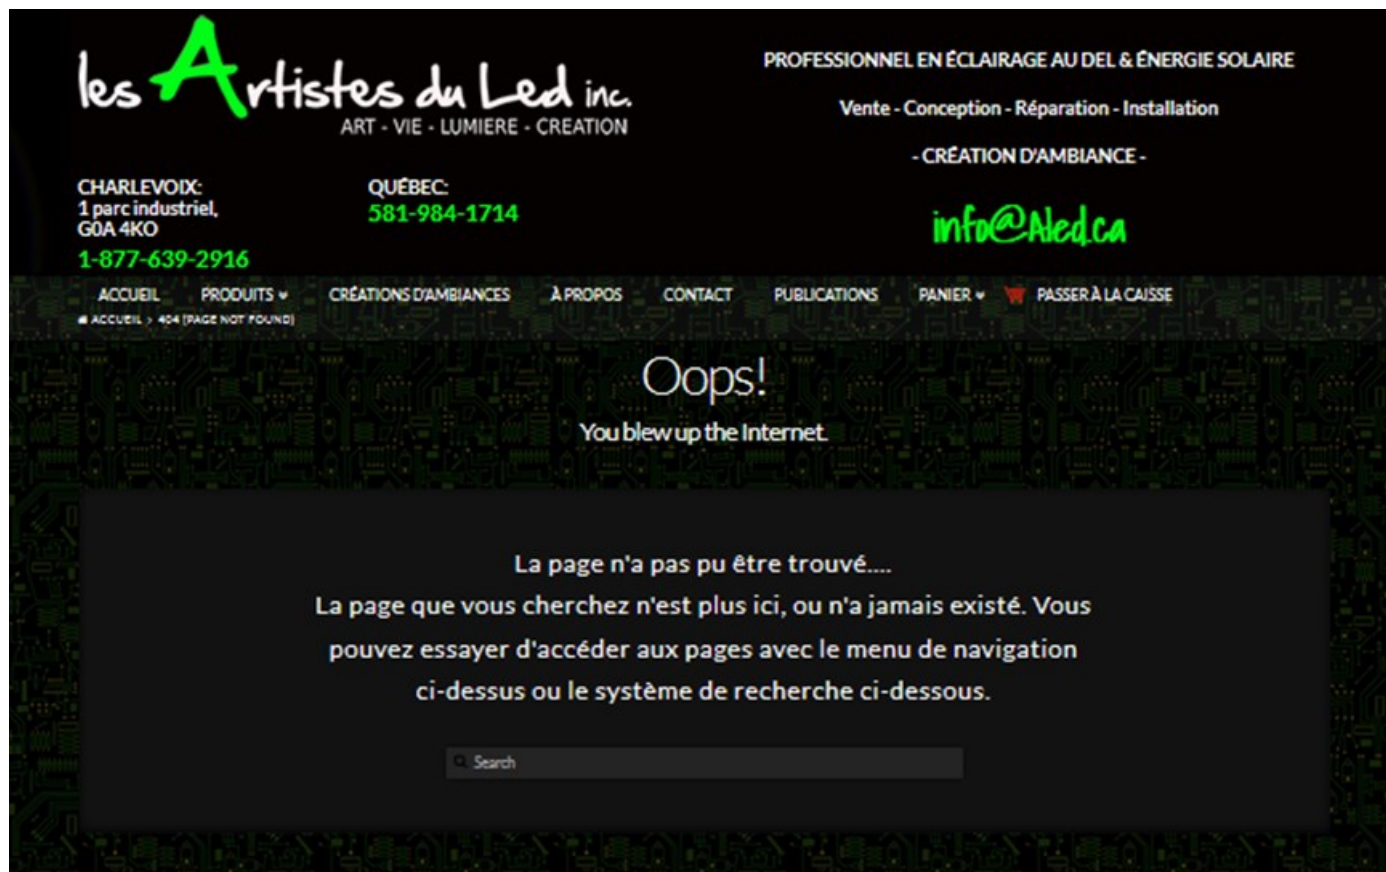 les Artistes du Led inc.
ART - VIE - LUMIERE - CREATION
PROFESSIONNEL EN ÉCLAIRAGE AU DEL & ÉNERGIE SOLAIRE
Vente - Conception - Réparation - Installation
- CRÉATION D'AMBIANCE -
info@Aled.ca
CHARLEVOIX:
1 parc industriel,
G0A 4KO
1-877-639-2916
QUÉBEC:
581-984-1714
ACCUEIL PRODUITS CRÉATIONS D'AMBIANCES À PROPOS CONTACT PUBLICATIONS PANIER PASSER À LA CAISSE
ACCUEIL > 404 (PAGE NOT FOUND)
Oops!
You blew up the Internet.
La page n'a pas pu être trouvé....
La page que vous cherchez n'est plus ici, ou n'a jamais existé. Vous
pouvez essayer d'accéder aux pages avec le menu de navigation
ci-dessus ou le système de recherche ci-dessous.
Search